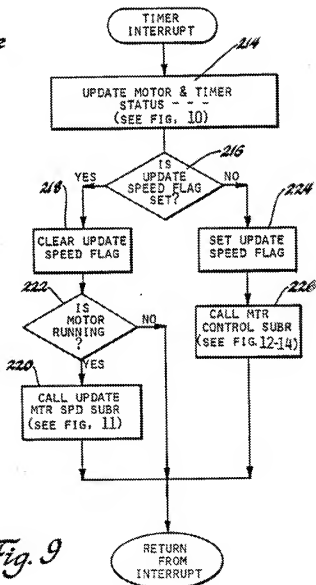 TIMER
INTERRUPT
214
UPDATE MOTOR & TIMER
STATUS - - -
(SEE FIG. 10)
216
IS
UPDATE
SPEED FLAG
SET?
YES
NO
218
CLEAR UPDATE
SPEED FLAG
224
SET UPDATE
SPEED FLAG
222
IS
MOTOR
RUNNING
?
NO
YES
226
CALL MTR
CONTROL SUBR
(SEE FIG. 12-14)
220
CALL UPDATE
MTR SPD SUBR
(SEE FIG. 11)
RETURN
FROM
INTERRUPT
Fig. 9